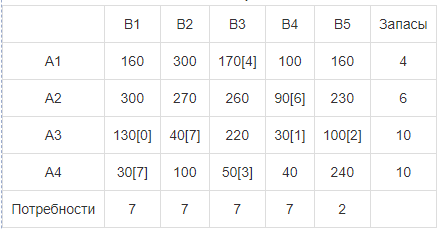 B1 B2 B3 B4 B5 Запасы
A1 160 300 170[4] 100 160 4
A2 300 270 260 90[6] 230 6
A3 130[0] 40[7] 220 30[1] 100[2] 10
A4 30[7] 100 50[3] 40 240 10
Потребности 7 7 7 7 2